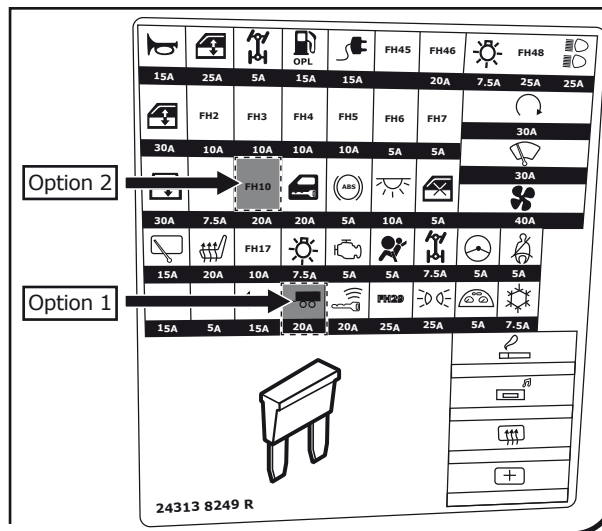 OPL FH45 FH46 FH48
15A 25A 5A 15A 15A 20A 7.5A 25A 25A
FH2 FH3 FH4 FH5 FH6 FH7
30A
30A 10A 10A 10A 10A 5A 5A
30A
Option 2 FH10 ABS
30A 7.5A 20A 20A 5A 10A 5A 40A
FH17
15A 20A 10A 7.5A 5A 5A 7.5A 5A 5A
Option 1 FH29
15A 5A 15A 20A 20A 25A 25A 5A 7.5A
24313 8249 R